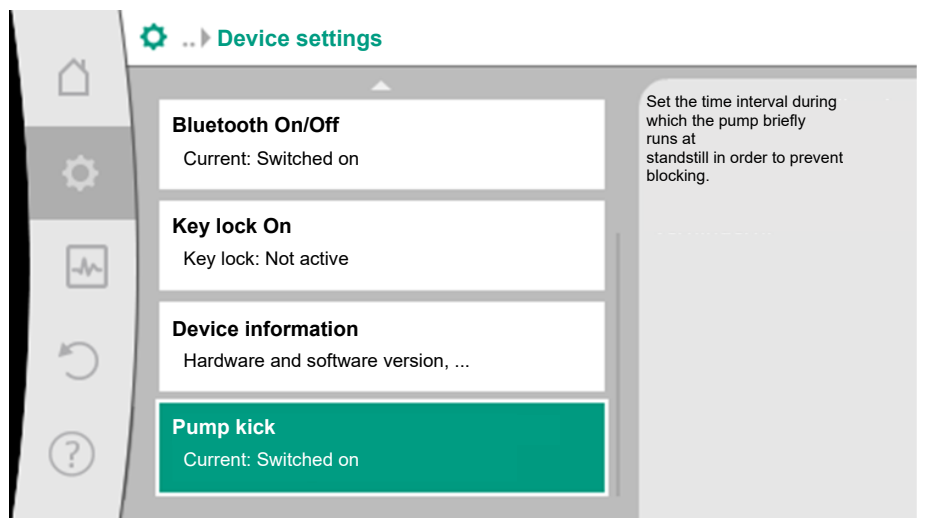 .. Device settings
Bluetooth On/Off
Current: Switched on
Key lock On
Key lock: Not active
Device information
Hardware and software version, ...
Pump kick
Current: Switched on
Set the time interval during
which the pump briefly
runs at
standstill in order to prevent
blocking.
?